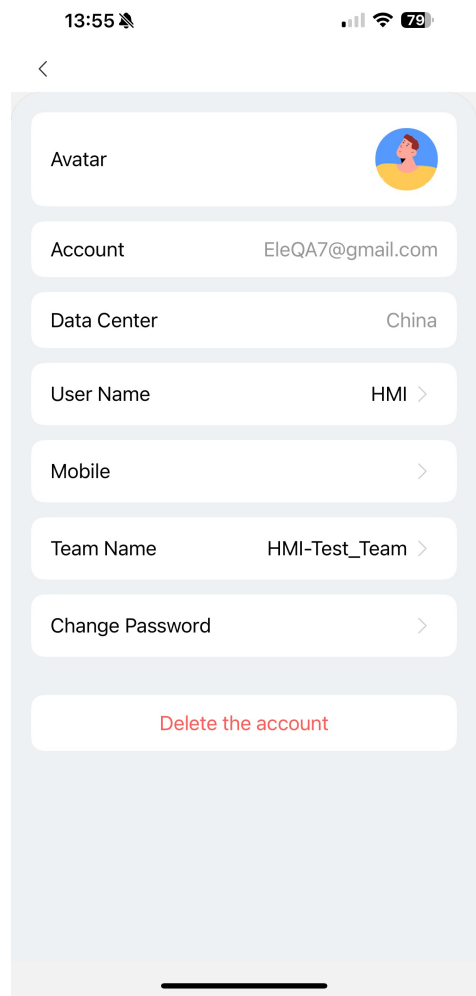 13:55 79
Avatar
Account EleQA7@gmail.com
Data Center China
User Name HMI
Mobile
Team Name HMI-Test_Team
Change Password
Delete the account